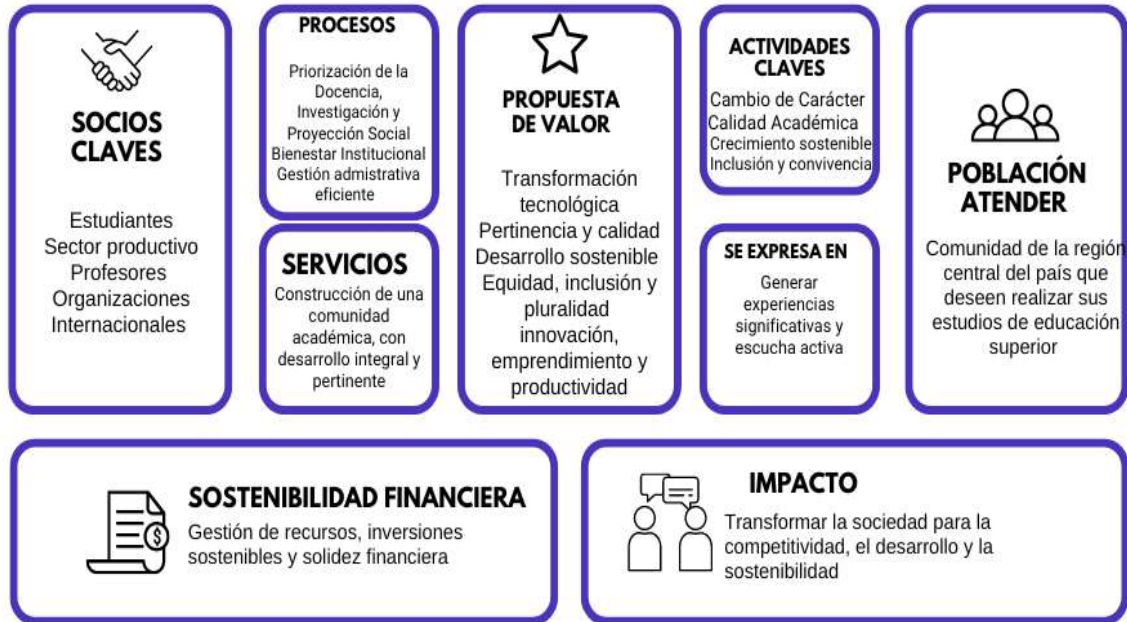 SOCIOS
CLAVES
Estudiantes
Sector productivo
Profesores
Organizaciones
Internacionales
PROCESOS
Priorización de la
Docencia,
Investigación y
Proyección Social
Bienestar Institucional
Gestión admistrativa
eficiente
SERVICIOS
Construcción de una
comunidad
académica, con
desarrollo integral y
pertinente
PROPUESTA
DE VALOR
Transformación
tecnológica
Pertinencia y calidad
Desarrollo sostenible
Equidad, inclusión y
pluralidad
innovación,
emprendimiento y
productividad
ACTIVIDADES
CLAVES
Cambio de Carácter
Calidad Académica
Crecimiento sostenible
Inclusión y convivencia
SE EXPRESA EN
Generar
experiencias
significativas y
escucha activa
POBLACIÓN
ATENDER
Comunidad de la región
central del país que
deseen realizar sus
estudios de educación
superior
$
SOSTENIBILIDAD FINANCIERA
Gestión de recursos, inversiones
sostenibles y solidez financiera
IMPACTO
Transformar la sociedad para la
competitividad, el desarrollo y la
sostenibilidad